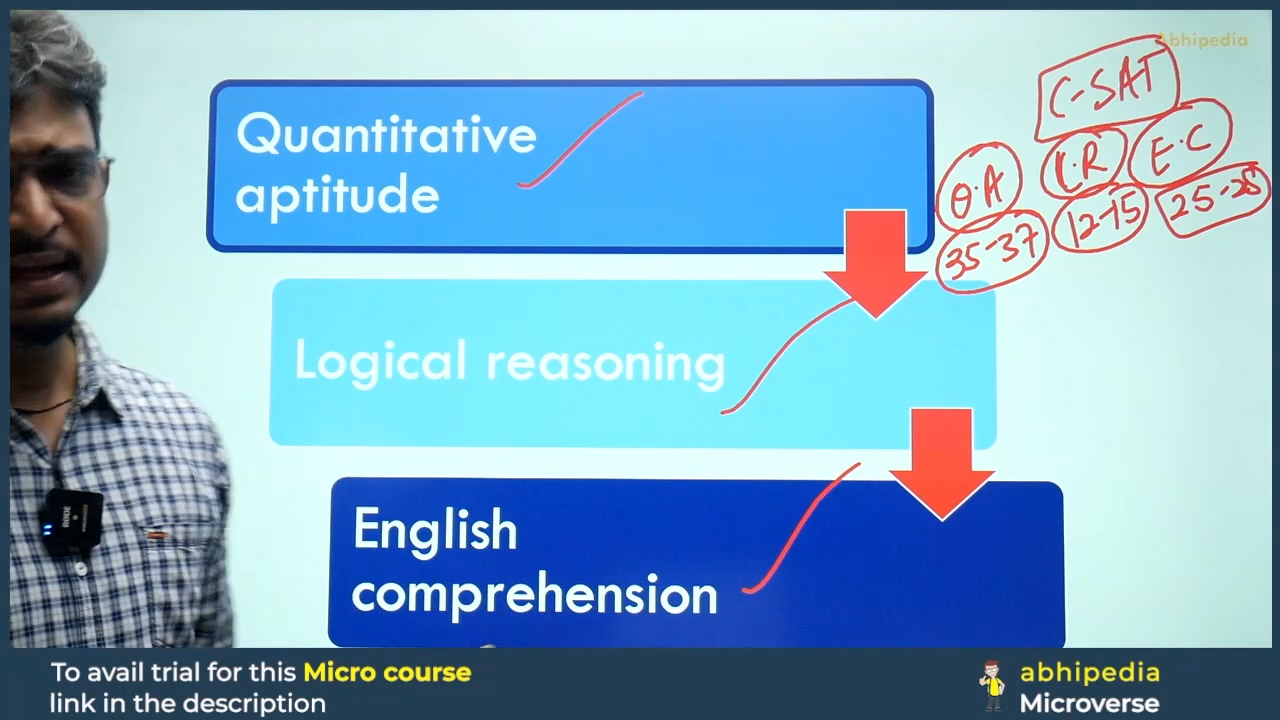 Abhipedia
C-SAT
Q.A
L.R
E.C
35-37
12-15
25-28
Quantitative
aptitude
Logical reasoning
English
comprehension
RODE
To avail trial for this Micro course
link in the description
abhipedia
Microverse